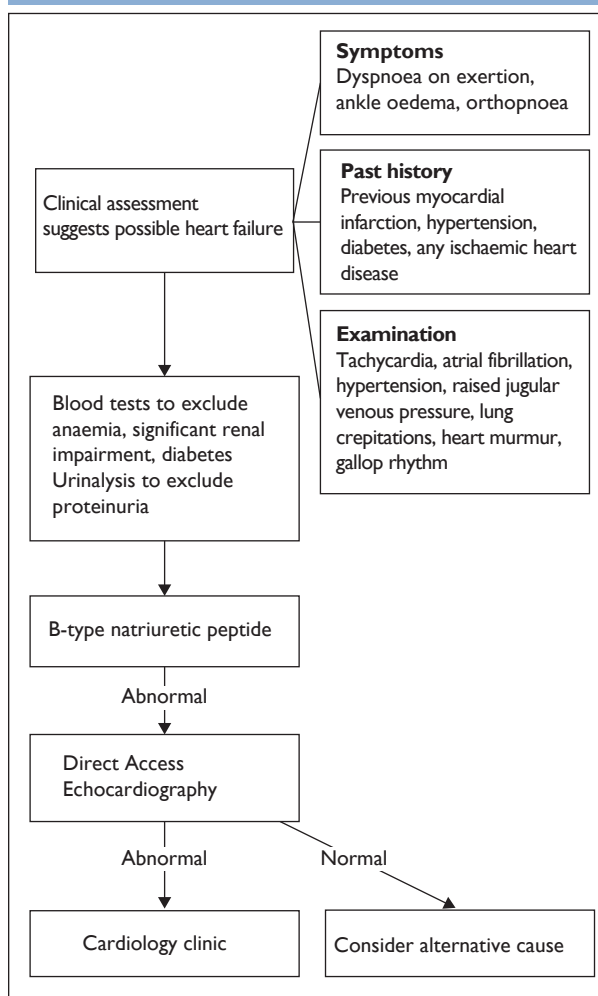 Symptoms
Dyspnoea on exertion,
ankle oedema, orthopnoea
Clinical assessment
suggests possible heart failure
Past history
Previous myocardial
infarction, hypertension,
diabetes, any ischaemic heart
disease
Examination
Tachycardia, atrial fibrillation,
hypertension, raised jugular
venous pressure, lung
crepitations, heart murmur,
gallop rhythm
Blood tests to exclude
anaemia, significant renal
impairment, diabetes
Urinalysis to exclude
proteinuria
B-type natriuretic peptide
Abnormal
Direct Access
Echocardiography
Abnormal
Normal
Cardiology clinic
Consider alternative cause